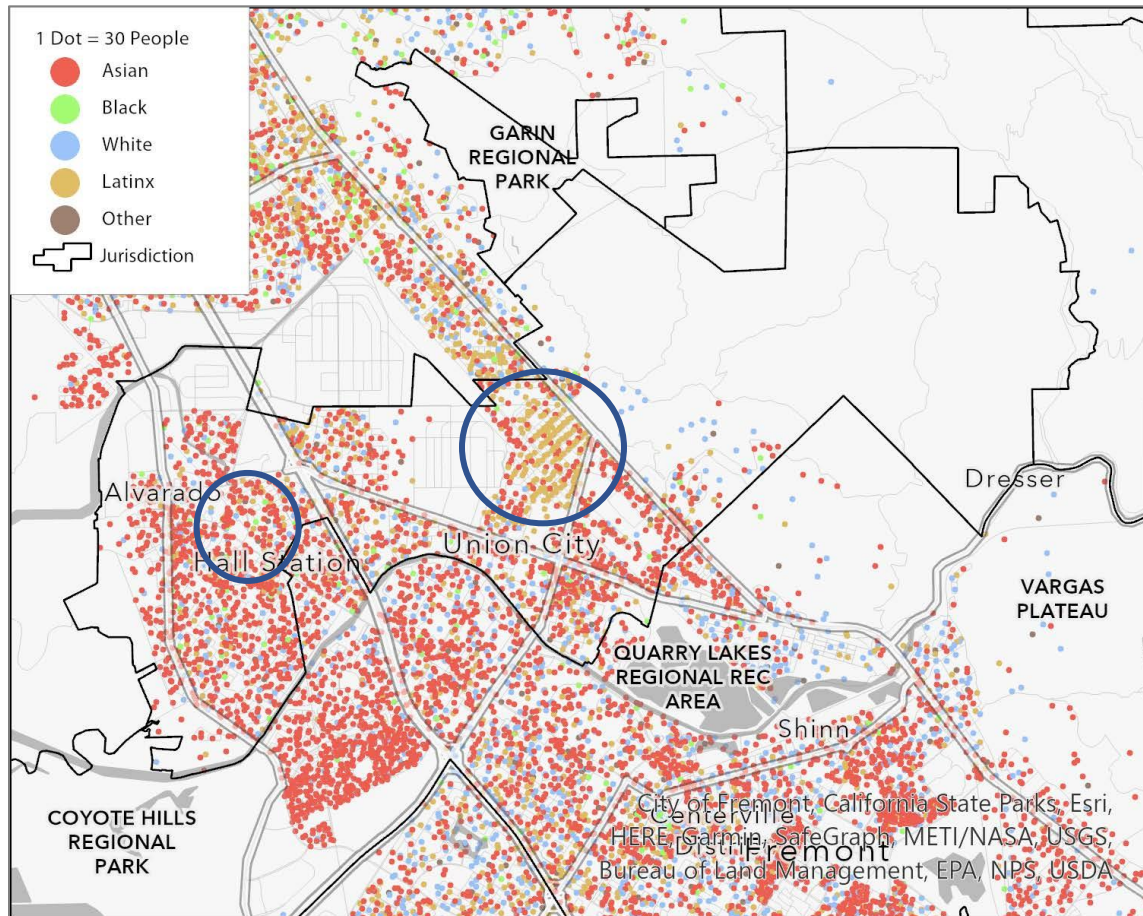 1 Dot = 30 People
Asian
Black
White
Latinx
Other
Jurisdiction
GARIN
REGIONAL
PARK
Alvarado
Hall Station
Union City
Dresser
VARGAS
PLATEAU
QUARRY LAKES
REGIONAL REC
AREA
Shinn
COYOTE HILLS
REGIONAL
PARK
Centerville
District
Fremont
City of Fremont, California State Parks, Esri,
HERE, Garmin, SafeGraph, METI/NASA, USGS,
Bureau of Land Management, EPA, NPS, USDA